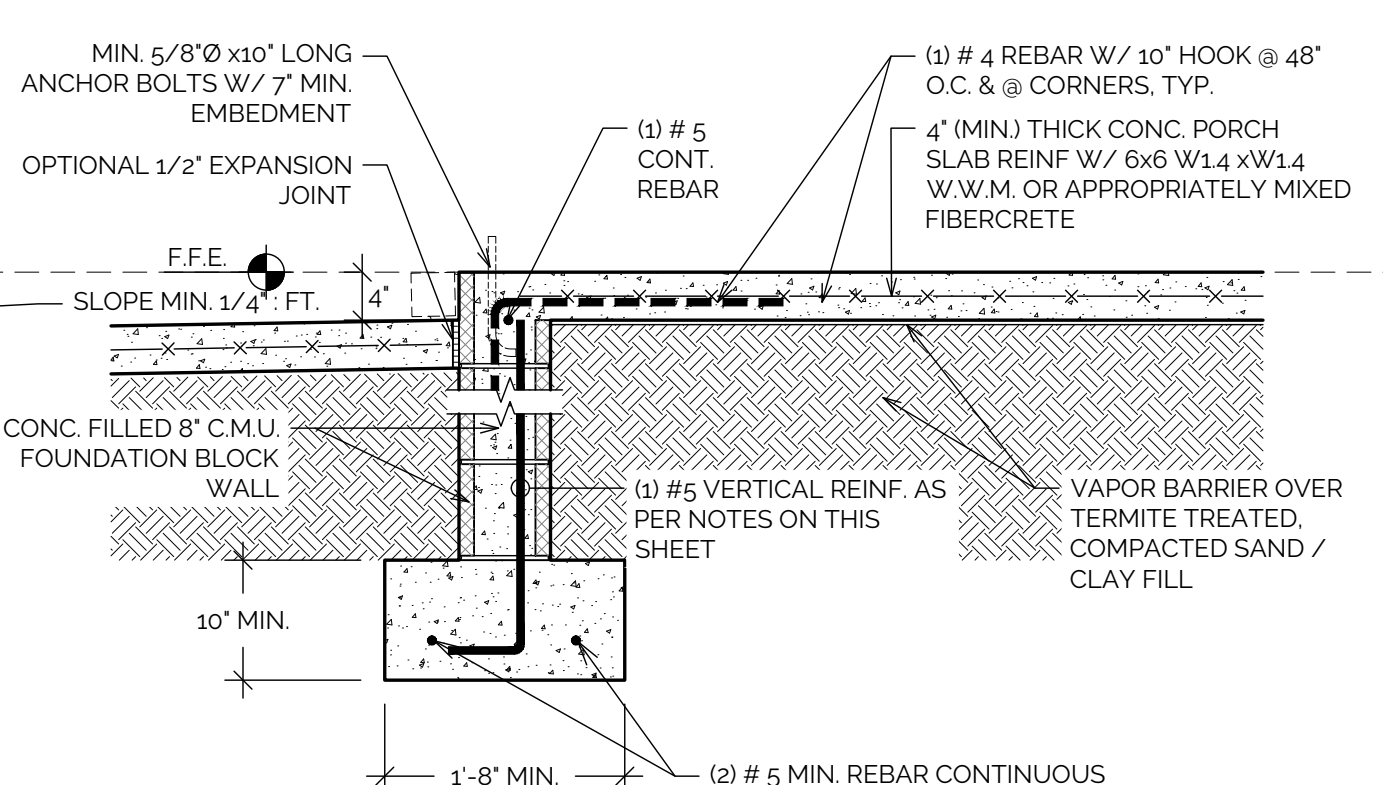 MIN. 5/8"Ø x10" LONG
ANCHOR BOLTS W/ 7" MIN.
EMBEDMENT
OPTIONAL 1/2" EXPANSION
JOINT
(1) # 5
CONT.
REBAR
(1) # 4 REBAR W/ 10" HOOK @ 48"
O.C. & @ CORNERS, TYP.
4" (MIN.) THICK CONC. PORCH
SLAB REINF W/ 6x6 W1.4 xW1.4
W.W.M. OR APPROPRIATELY MIXED
FIBERCRETE
F.F.E.
SLOPE MIN. 1/4" : FT.
4"
CONC. FILLED 8" C.M.U.
FOUNDATION BLOCK
WALL
(1) #5 VERTICAL REINF. AS
PER NOTES ON THIS
SHEET
VAPOR BARRIER OVER
TERMITE TREATED,
COMPACTED SAND /
CLAY FILL
10" MIN.
1'-8" MIN.
(2) # 5 MIN. REBAR CONTINUOUS